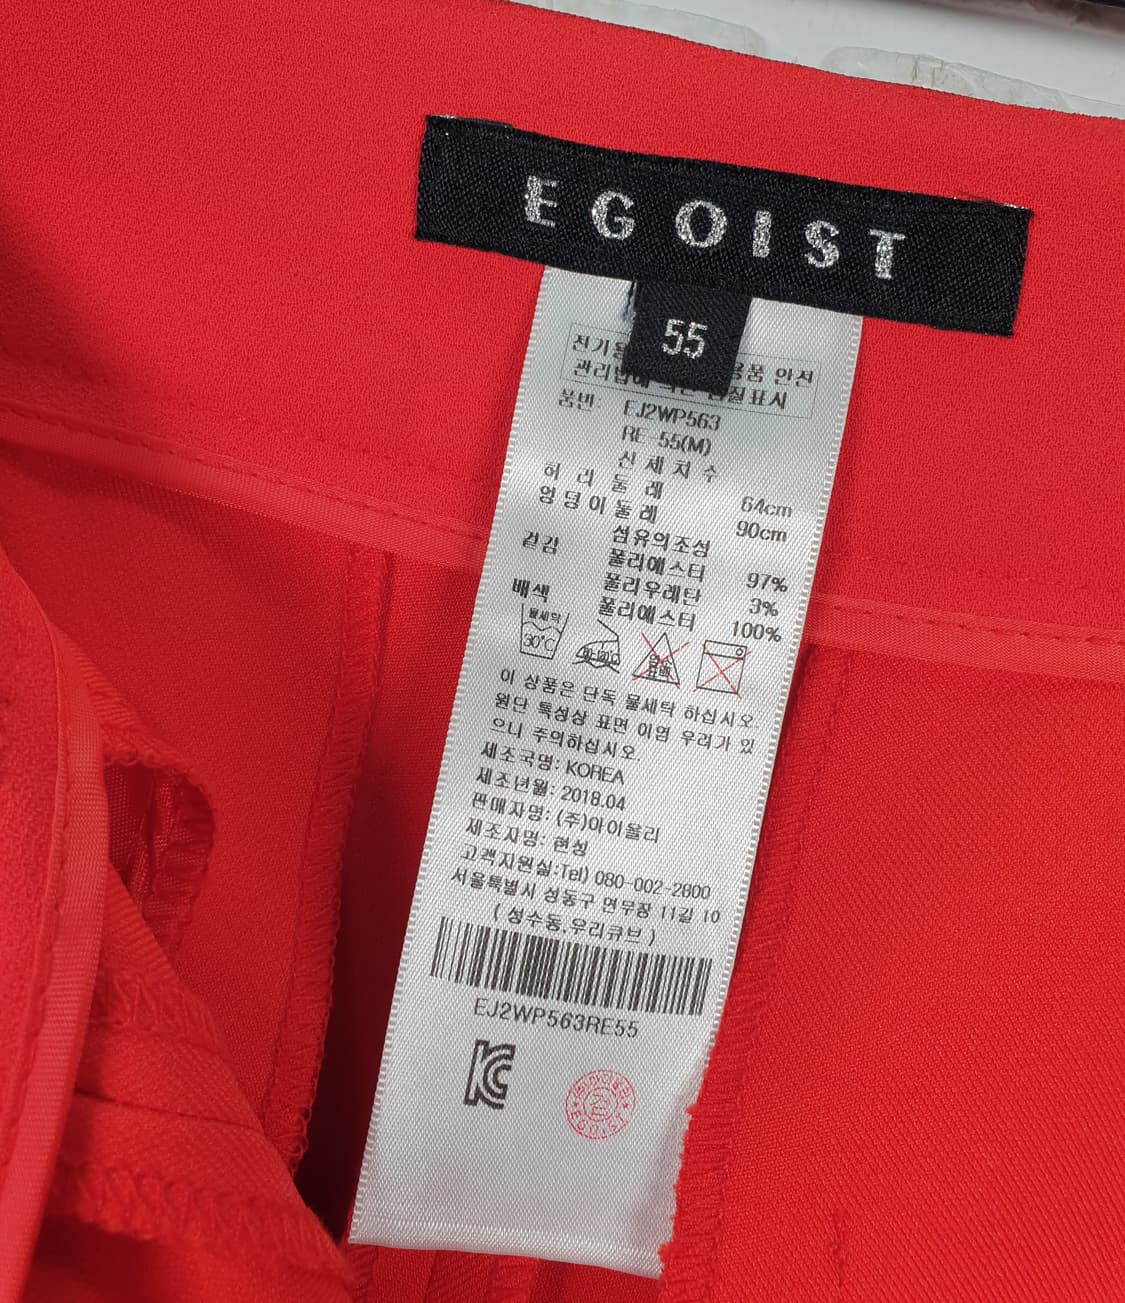 EGOIST
55
전기용 용품 안전
관리법에 품질표시
품번: EJ2WP563
RE-55(M)
신체치수
허리둘레 64cm
엉덩이둘레 90cm
섬유의조성
겉감 폴리에스터 97%
폴리우레탄 3%
배색 폴리에스터 100%
물세탁
30℃
이 상품은 단독 물세탁 하십시오.
원단 특성상 표면 이염 우려가 있
으니 주의하십시오.
제조국명: KOREA
제조년월: 2018.04
판매자명: (주)아이올리
제조사명: 편성
고객지원실:Tel) 080-002-2800
서울특별시 성동구 연무장 11길 10
(성수동,우리큐브)
EJ2WP563RE55
KC
EGOIST